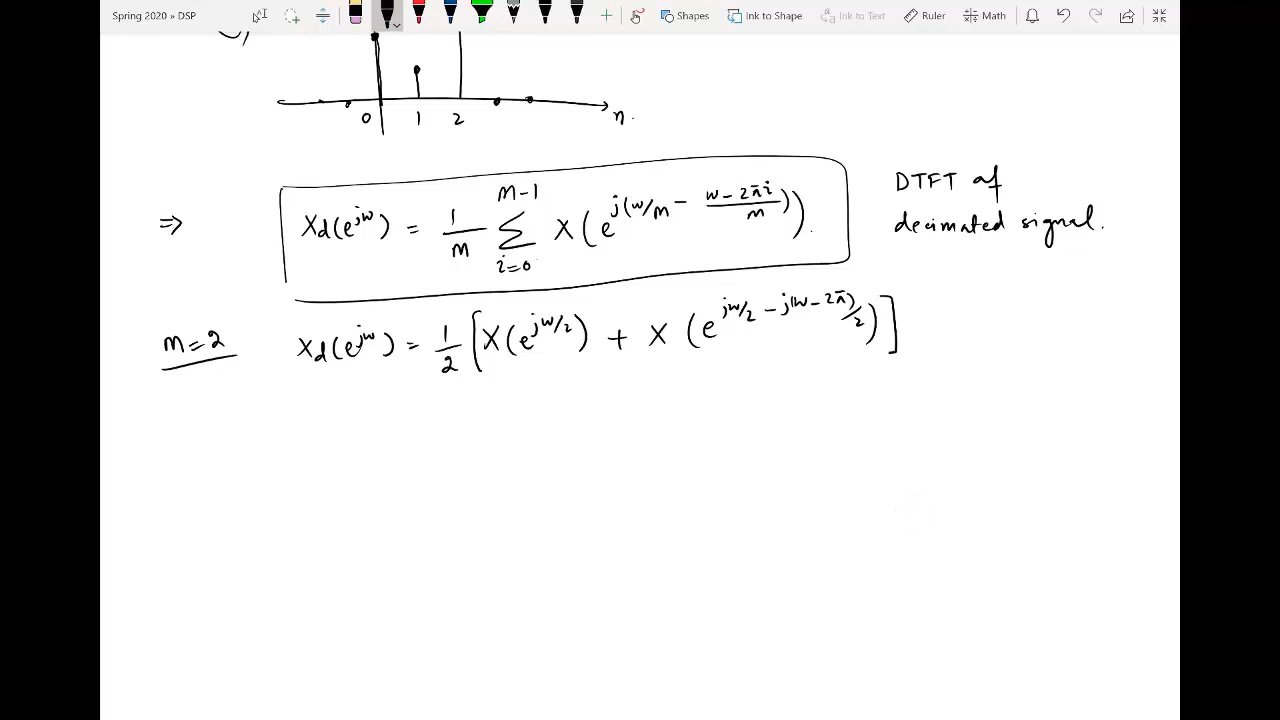 Spring 2020 » DSP
Shapes Ink to Shape Ink to Text Ruler Math
0 1 2 n.
⇒ Xd(e^{jw}) = 1/m Σ_{i=0}^{m-1} X(e^{j(w/m - (w-2πi)/m)}).
DTFT of
decimated signal.
m=2 Xd(e^{jw}) = 1/2 [X(e^{jw/2}) + X(e^{jw/2 - j(w-2π)/2})]